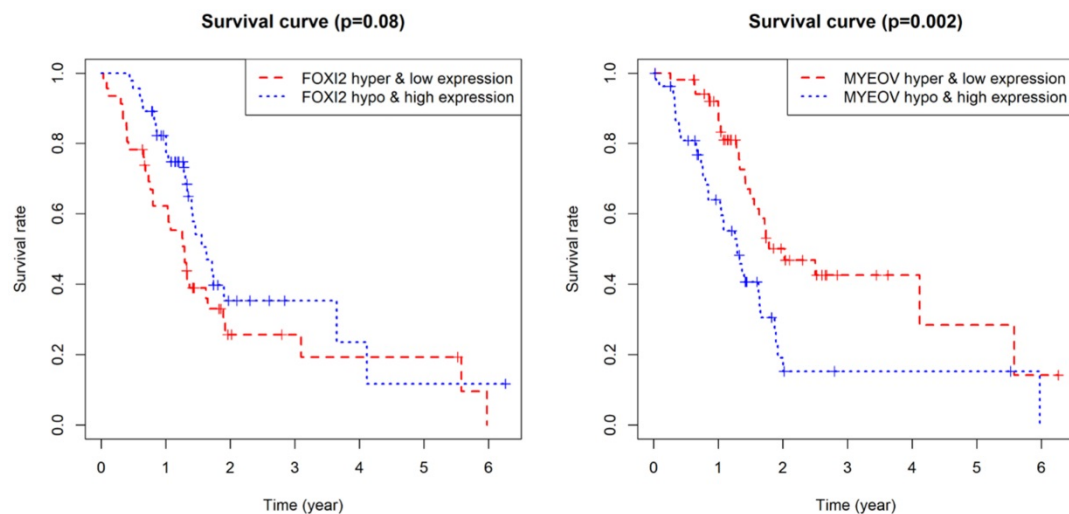 Survival curve (p=0.08)
FOXI2 hyper & low expression
FOXI2 hypo & high expression
1.0
0.8
0.6
0.4
0.2
0.0
Survival rate
0 1 2 3 4 5 6
Time (year)
Survival curve (p=0.002)
MYEOV hyper & low expression
MYEOV hypo & high expression
1.0
0.8
0.6
0.4
0.2
0.0
Survival rate
0 1 2 3 4 5 6
Time (year)